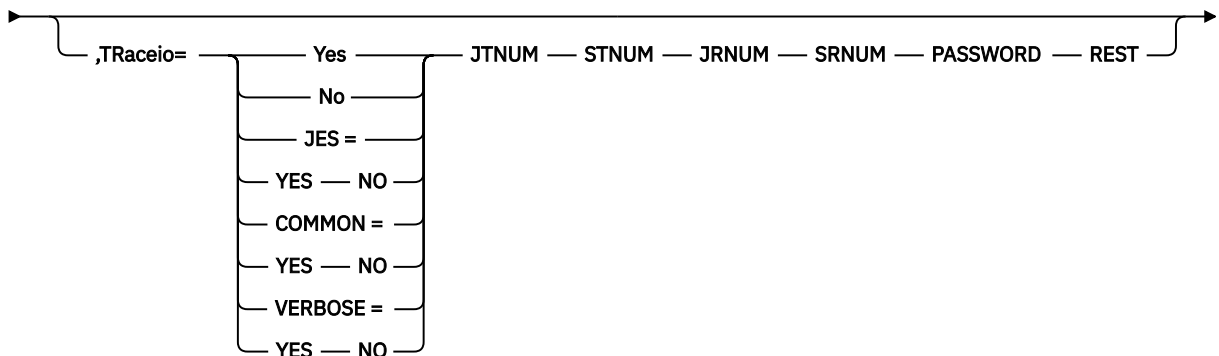 ,TRaceio= Yes JTNUM STNUM JRNUM SRNUM PASSWORD REST
No
JES =
YES NO
COMMON =
YES NO
VERBOSE =
YES NO